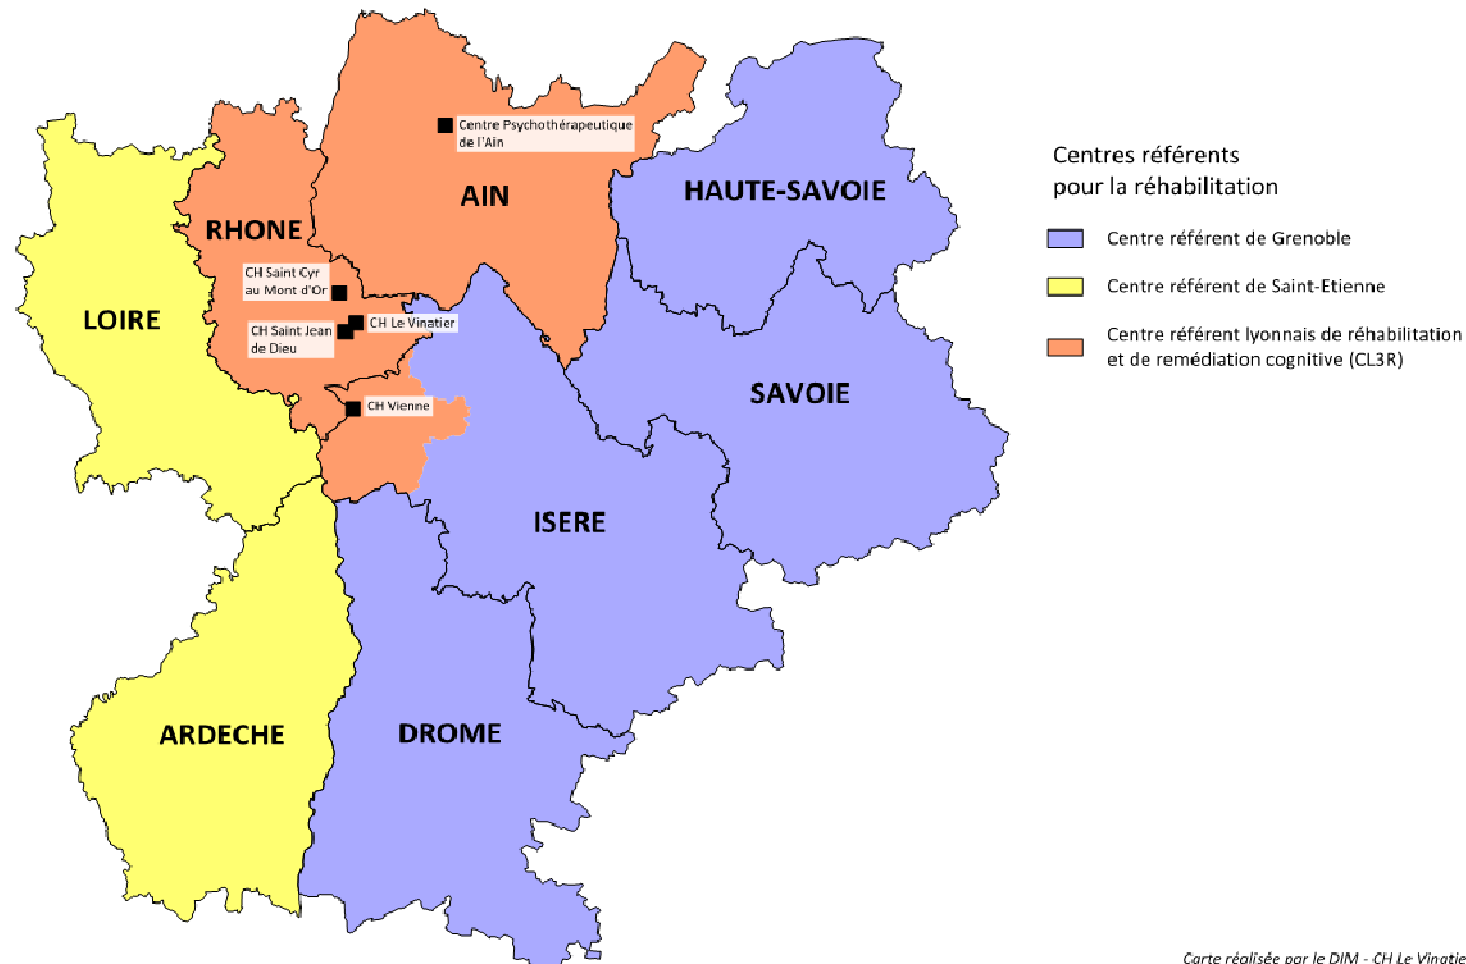 Centre Psychothérapeutique
de l'Ain
AIN
HAUTE-SAVOIE
RHONE
CH Saint Cyr
au Mont d'Or
LOIRE
CH Le Vinatier
CH Saint Jean
de Dieu
SAVOIE
CH Vienne
ISERE
ARDECHE
DROME
Centres référents
pour la réhabilitation
Centre référent de Grenoble
Centre référent de Saint-Etienne
Centre référent lyonnais de réhabilitation
et de remédiation cognitive (CL3R)
Carte réalisée par le DIM - CH Le Vinatie